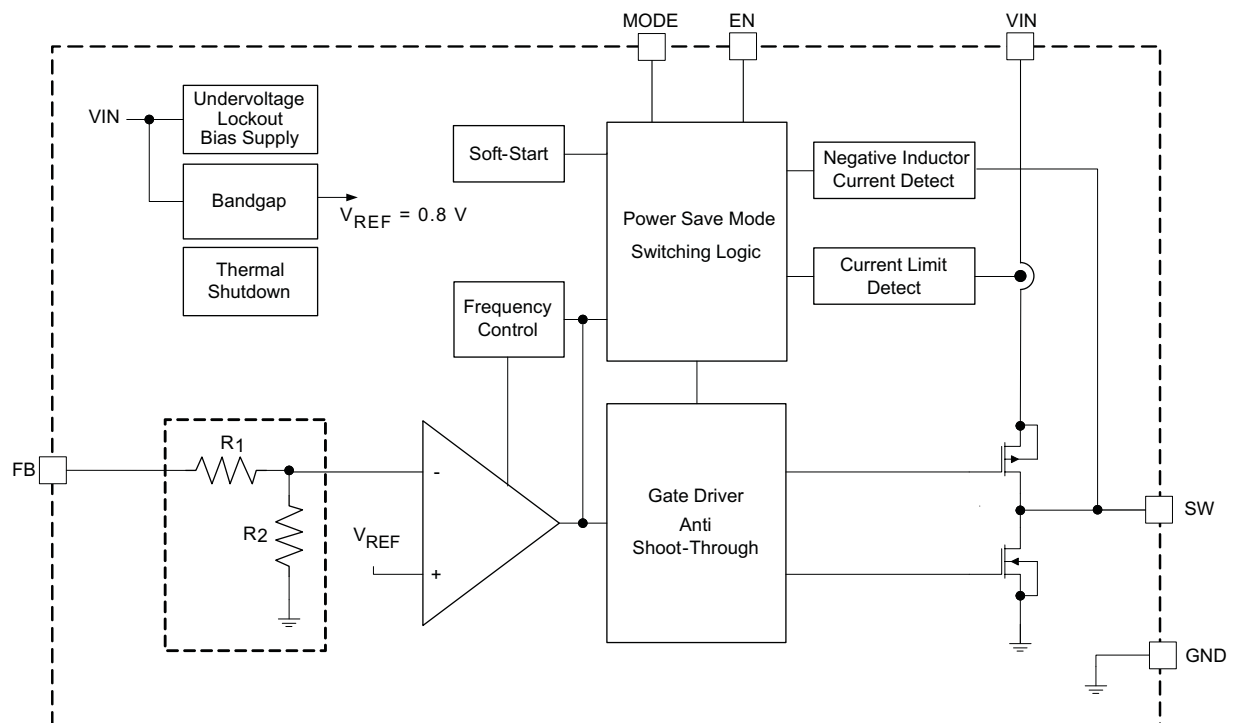 MODE
EN
VIN
VIN
Undervoltage
Lockout
Bias Supply
Bandgap
VREF = 0.8 V
Thermal
Shutdown
Soft-Start
Power Save Mode
Switching Logic
Negative Inductor
Current Detect
Current Limit
Detect
Frequency
Control
FB
R1
R2
VREF
-
+
Gate Driver
Anti
Shoot-Through
SW
GND